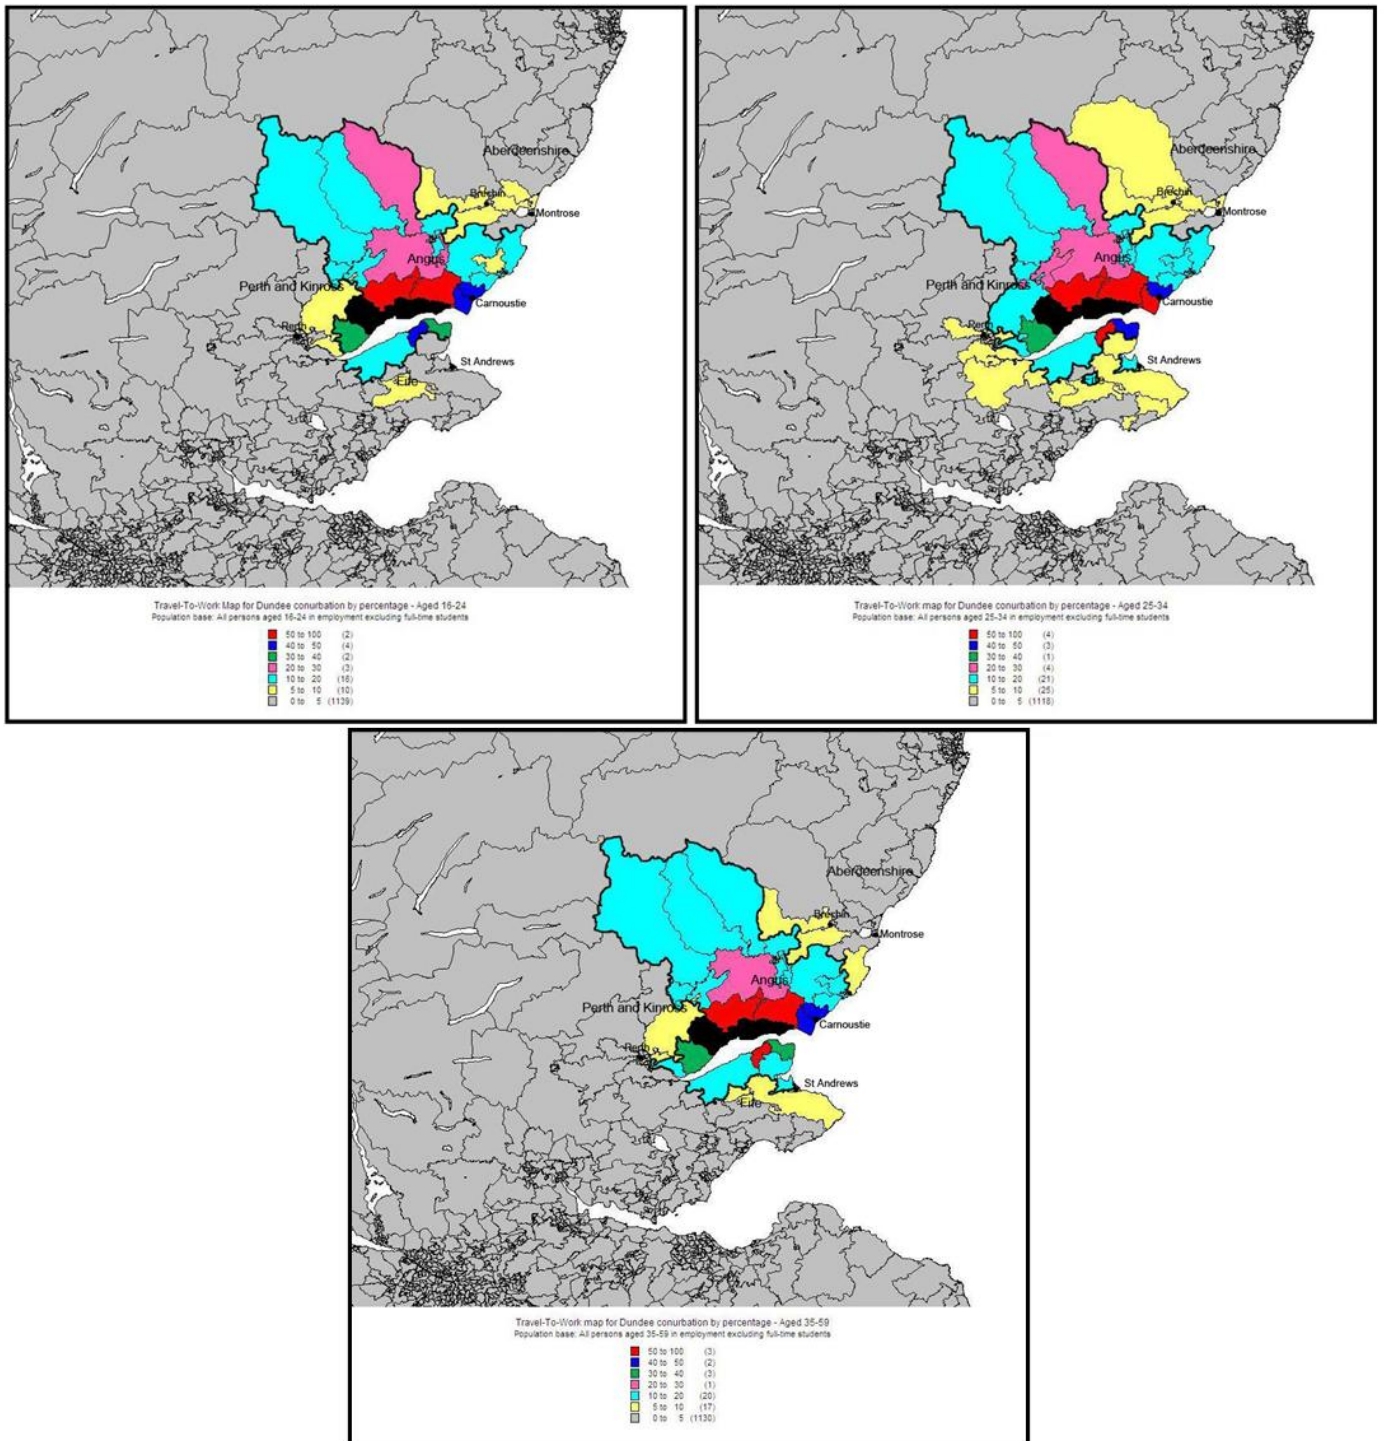 Aberdeenshire
Brechin
Montrose
Angus
Perth and Kinross
Carnoustie
Perth
St Andrews
Fife
Travel-To-Work Map for Dundee conurbation by percentage - Aged 16-24
Population base: All persons aged 16-24 in employment excluding full-time students
50 to 100 (2)
40 to 50 (4)
30 to 40 (2)
20 to 30 (3)
10 to 20 (16)
5 to 10 (10)
0 to 5 (1139)
Aberdeenshire
Brechin
Montrose
Angus
Perth and Kinross
Carnoustie
Perth
St Andrews
Fife
Travel-To-Work map for Dundee conurbation by percentage - Aged 25-34
Population base: All persons aged 25-34 in employment excluding full-time students
50 to 100 (4)
40 to 50 (3)
30 to 40 (1)
20 to 30 (4)
10 to 20 (21)
5 to 10 (25)
0 to 5 (1118)
Aberdeenshire
Brechin
Montrose
Angus
Perth and Kinross
Carnoustie
Perth
St Andrews
Fife
Travel-To-Work map for Dundee conurbation by percentage - Aged 35-59
Population base: All persons aged 35-59 in employment excluding full-time students
50 to 100 (3)
40 to 50 (2)
30 to 40 (3)
20 to 30 (1)
10 to 20 (20)
5 to 10 (17)
0 to 5 (1130)